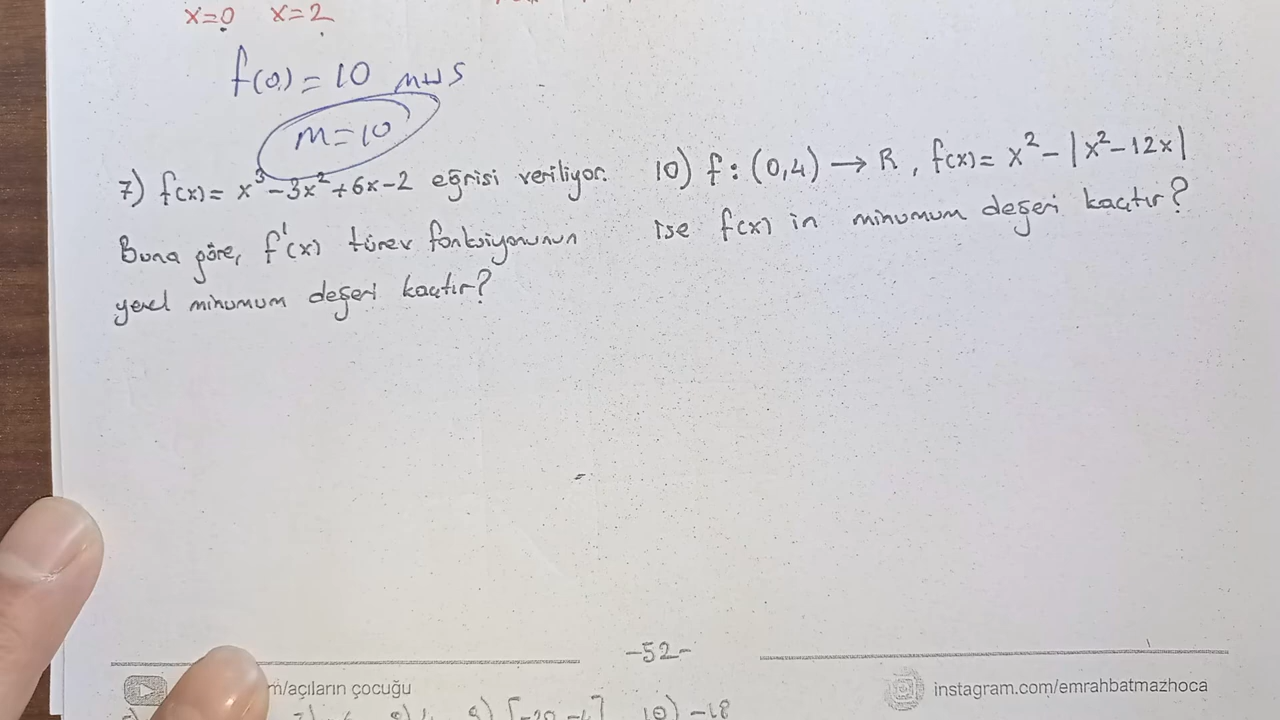 x=0 x=2
f(0) = 10 mıs
m=10
7) f(x)= x³-3x²+6x-2 eğrisi veriliyor.
Buna göre, f'(x) türev fonksiyonunun
yerel minumum değeri kaçtır?
10) f: (0,4) → R, f(x)= x²-|x²-12x|
ise f(x) in minumum değeri kaçtır?
-52-
m/açıların çocuğu
instagram.com/emrahbatmazhoca
10) -18